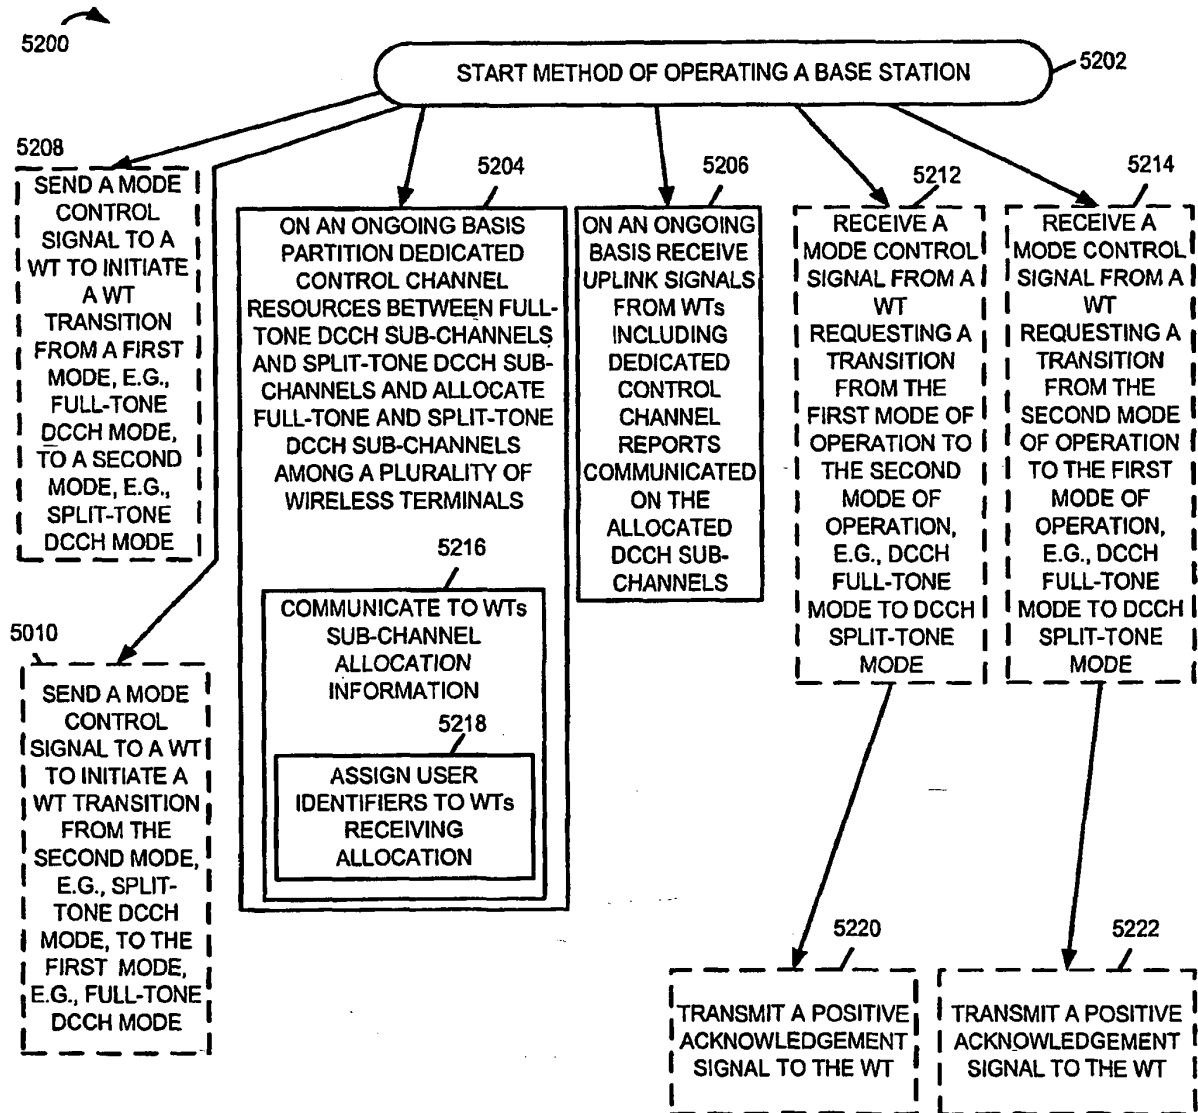 5200
START METHOD OF OPERATING A BASE STATION
5202
5208
SEND A MODE
CONTROL
SIGNAL TO A
WT TO INITIATE
A WT
TRANSITION
FROM A FIRST
MODE, E.G.,
FULL-TONE
DCCH MODE,
TO A SECOND
MODE, E.G.,
SPLIT-TONE
DCCH MODE
5010
SEND A MODE
CONTROL
SIGNAL TO A WT
TO INITIATE A
WT TRANSITION
FROM THE
SECOND MODE,
E.G., SPLIT-
TONE DCCH
MODE, TO THE
FIRST MODE,
E.G., FULL-TONE
DCCH MODE
5204
ON AN ONGOING BASIS
PARTITION DEDICATED
CONTROL CHANNEL
RESOURCES BETWEEN FULL-
TONE DCCH SUB-CHANNELS
AND SPLIT-TONE DCCH SUB-
CHANNELS AND ALLOCATE
FULL-TONE AND SPLIT-TONE
DCCH SUB-CHANNELS
AMONG A PLURALITY OF
WIRELESS TERMINALS
5216
COMMUNICATE TO WTs
SUB-CHANNEL
ALLOCATION
INFORMATION
5218
ASSIGN USER
IDENTIFIERS TO WTs
RECEIVING
ALLOCATION
5206
ON AN ONGOING
BASIS RECEIVE
UPLINK SIGNALS
FROM WTs
INCLUDING
DEDICATED
CONTROL
CHANNEL
REPORTS
COMMUNICATED
ON THE
ALLOCATED
DCCH SUB-
CHANNELS
5212
RECEIVE A
MODE CONTROL
SIGNAL FROM A
WT
REQUESTING A
TRANSITION
FROM THE
FIRST MODE OF
OPERATION TO
THE SECOND
MODE OF
OPERATION,
E.G., DCCH
FULL-TONE
MODE TO DCCH
SPLIT-TONE
MODE
5214
RECEIVE A
MODE CONTROL
SIGNAL FROM A
WT
REQUESTING A
TRANSITION
FROM THE
SECOND MODE
OF OPERATION
TO THE FIRST
MODE OF
OPERATION,
E.G., DCCH
FULL-TONE
MODE TO DCCH
SPLIT-TONE
MODE
5220
TRANSMIT A POSITIVE
ACKNOWLEDGEMENT
SIGNAL TO THE WT
5222
TRANSMIT A POSITIVE
ACKNOWLEDGEMENT
SIGNAL TO THE WT